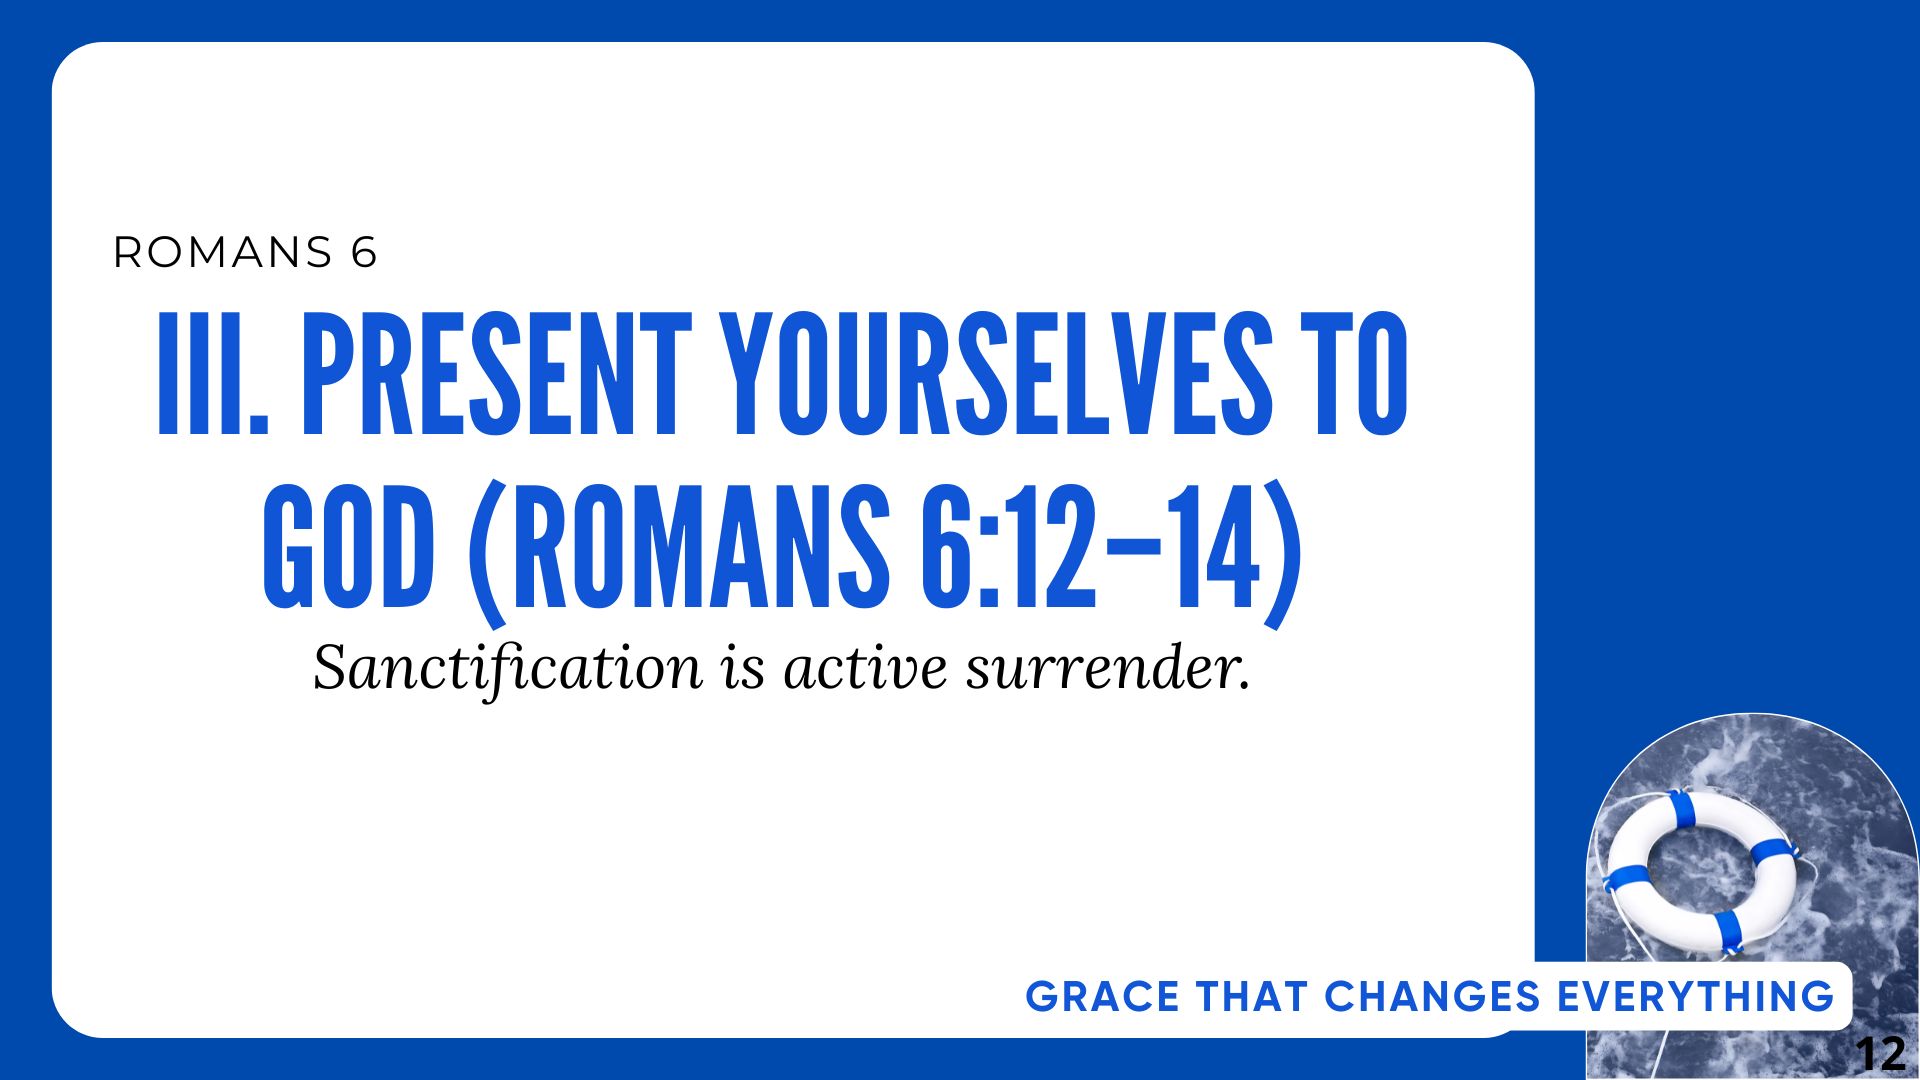 ROMANS 6
III. PRESENT YOURSELVES TO
GOD (ROMANS 6:12–14)
Sanctification is active surrender.
GRACE THAT CHANGES EVERYTHING
12